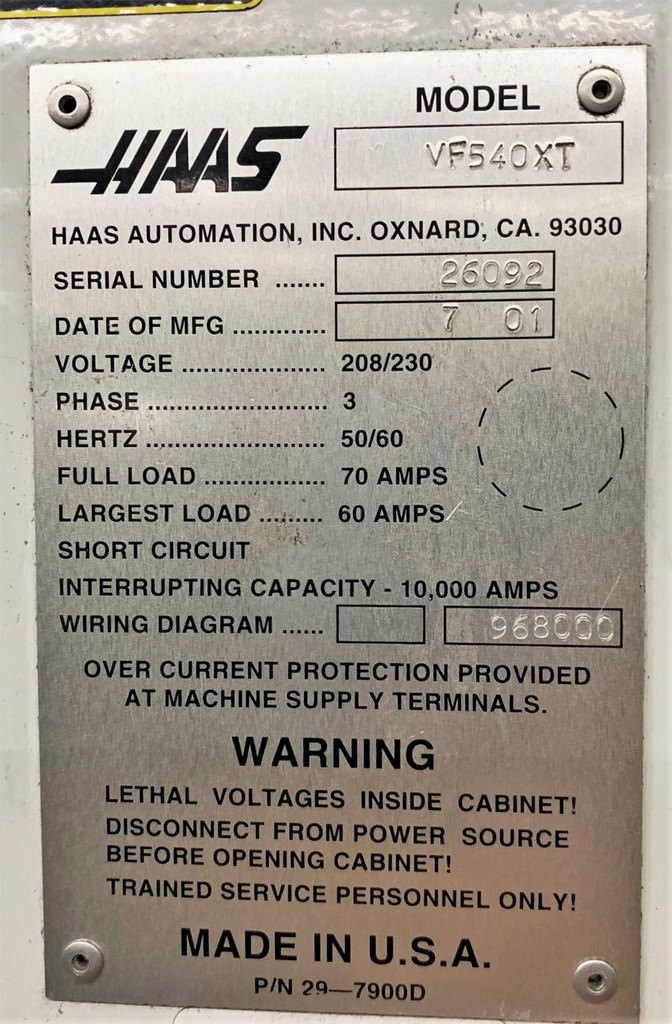 MODEL
HAAS VF540XT
HAAS AUTOMATION, INC. OXNARD, CA. 93030
SERIAL NUMBER ....... 26092
DATE OF MFG ............. 7 01
VOLTAGE .................... 208/230
PHASE ......................... 3
HERTZ ......................... 50/60
FULL LOAD ................. 70 AMPS
LARGEST LOAD ......... 60 AMPS
SHORT CIRCUIT
INTERRUPTING CAPACITY - 10,000 AMPS
WIRING DIAGRAM ...... 968000
OVER CURRENT PROTECTION PROVIDED
AT MACHINE SUPPLY TERMINALS.
WARNING
LETHAL VOLTAGES INSIDE CABINET!
DISCONNECT FROM POWER SOURCE
BEFORE OPENING CABINET!
TRAINED SERVICE PERSONNEL ONLY!
MADE IN U.S.A.
P/N 29—7900D